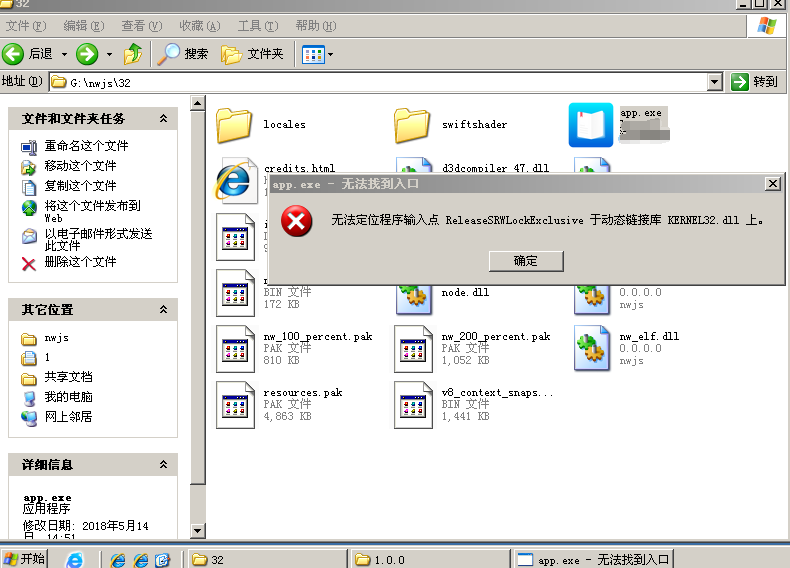 32
文件(F) 编辑(E) 查看(V) 收藏(A) 工具(T) 帮助(H)
后退 搜索 文件夹
地址(D) G:\nwjs\32 转到
文件和文件夹任务
重命名这个文件
移动这个文件
复制这个文件
将这个文件发布到
Web
以电子邮件形式发送
此文件
删除这个文件
其它位置
nwjs
1
共享文档
我的电脑
网上邻居
详细信息
app.exe
应用程序
修改日期: 2018年5月14
日, 14:51
locales
swiftshader
app.exe
credits.html
d3dcompiler_47.dll
app.exe - 无法找到入口
无法定位程序输入点 ReleaseSRWLockExclusive 于动态链接库 KERNEL32.dll 上。
确定
BIN 文件
172 KB
node.dll
0.0.0.0
nwjs
nw_100_percent.pak
PAK 文件
810 KB
nw_200_percent.pak
PAK 文件
1,052 KB
nw_elf.dll
0.0.0.0
nwjs
resources.pak
PAK 文件
4,863 KB
v8_context_snaps...
BIN 文件
1,441 KB
开始 32 1.0.0 app.exe - 无法找到入口